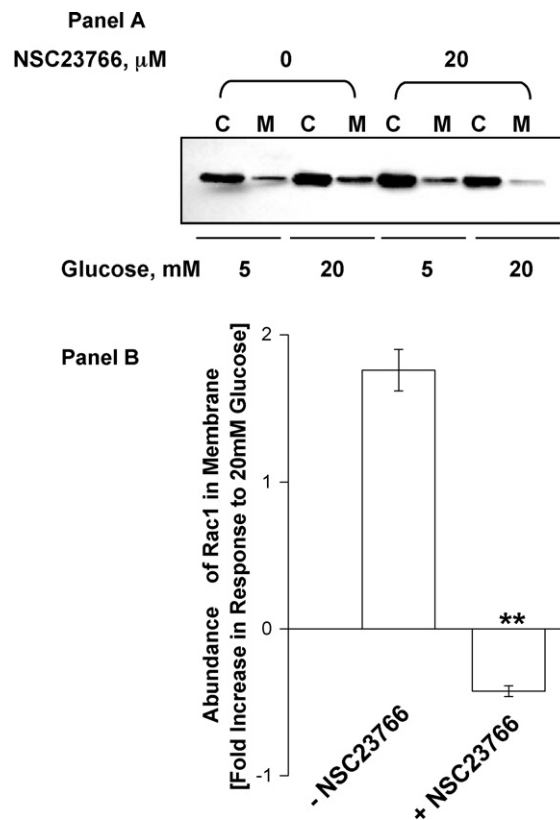 Panel A
NSC23766, μM 0 20
C M C M C M C M
Glucose, mM 5 20 5 20
Panel B
Abundance of Rac1 in Membrane
[Fold Increase in Response to 20mM Glucose]
2
1
0
-1
**
- NSC23766
+ NSC23766